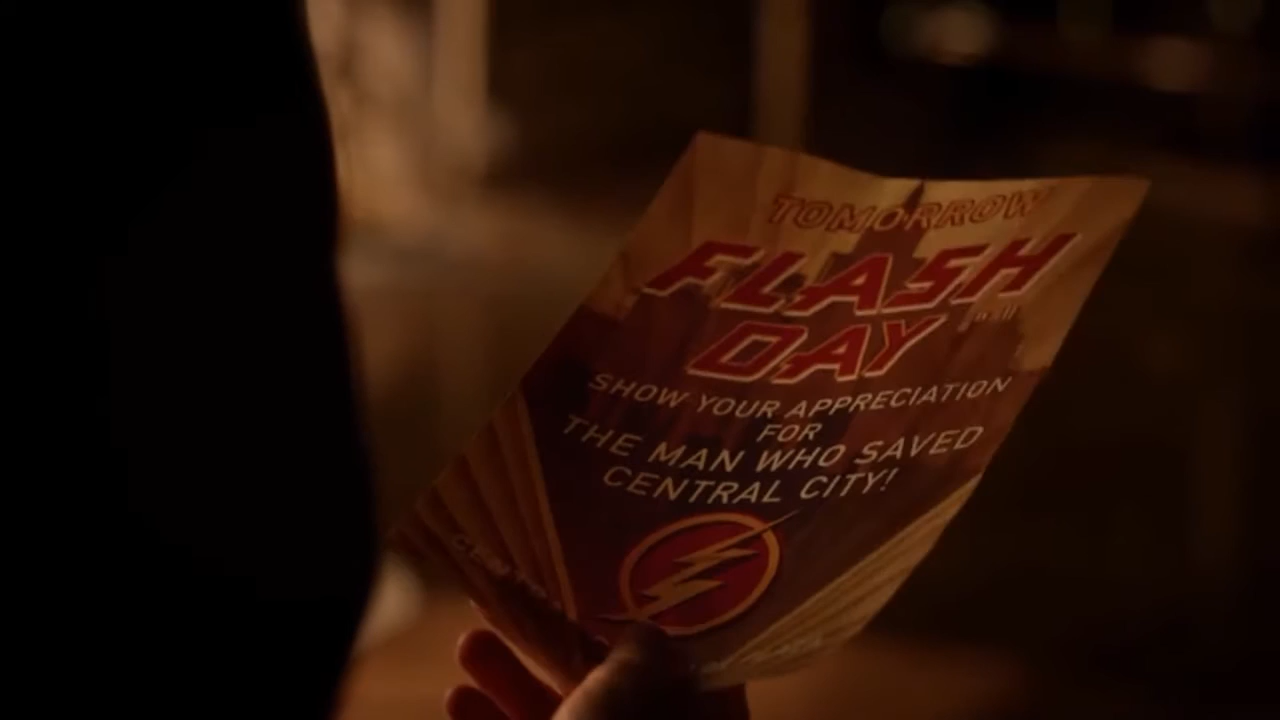 TOMORROW
FLASH
DAY
SHOW YOUR APPRECIATION
FOR
THE MAN WHO SAVED
CENTRAL CITY!